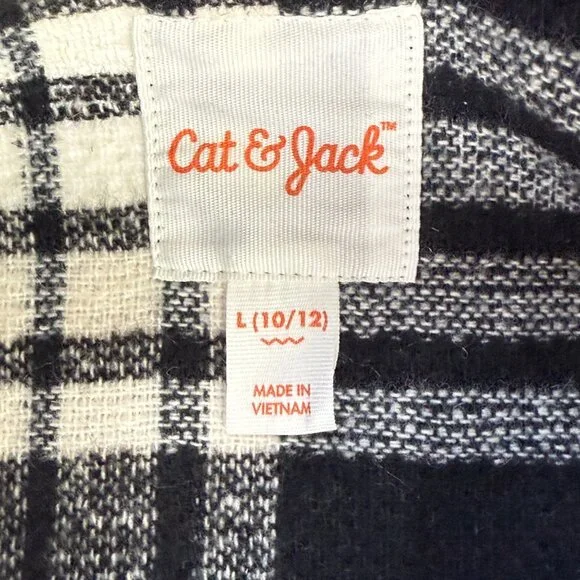 Cat & Jack™
L (10/12)
MADE IN
VIETNAM